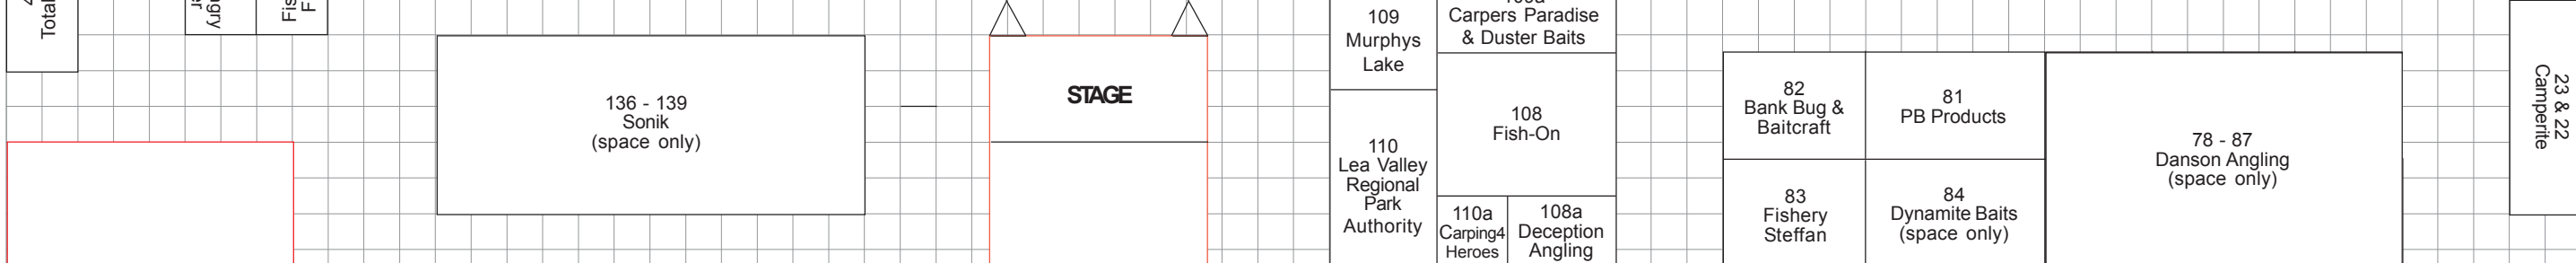 Total
136 - 139
Sonik
(space only)
STAGE
109
Murphys
Lake
110
Lea Valley
Regional
Park
Authority
Carpers Paradise
& Duster Baits
108
Fish-On
110a
Carping4
Heroes
108a
Deception
Angling
82
Bank Bug &
Baitcraft
81
PB Products
83
Fishery
Steffan
84
Dynamite Baits
(space only)
78 - 87
Danson Angling
(space only)
23 & 22
Camperite